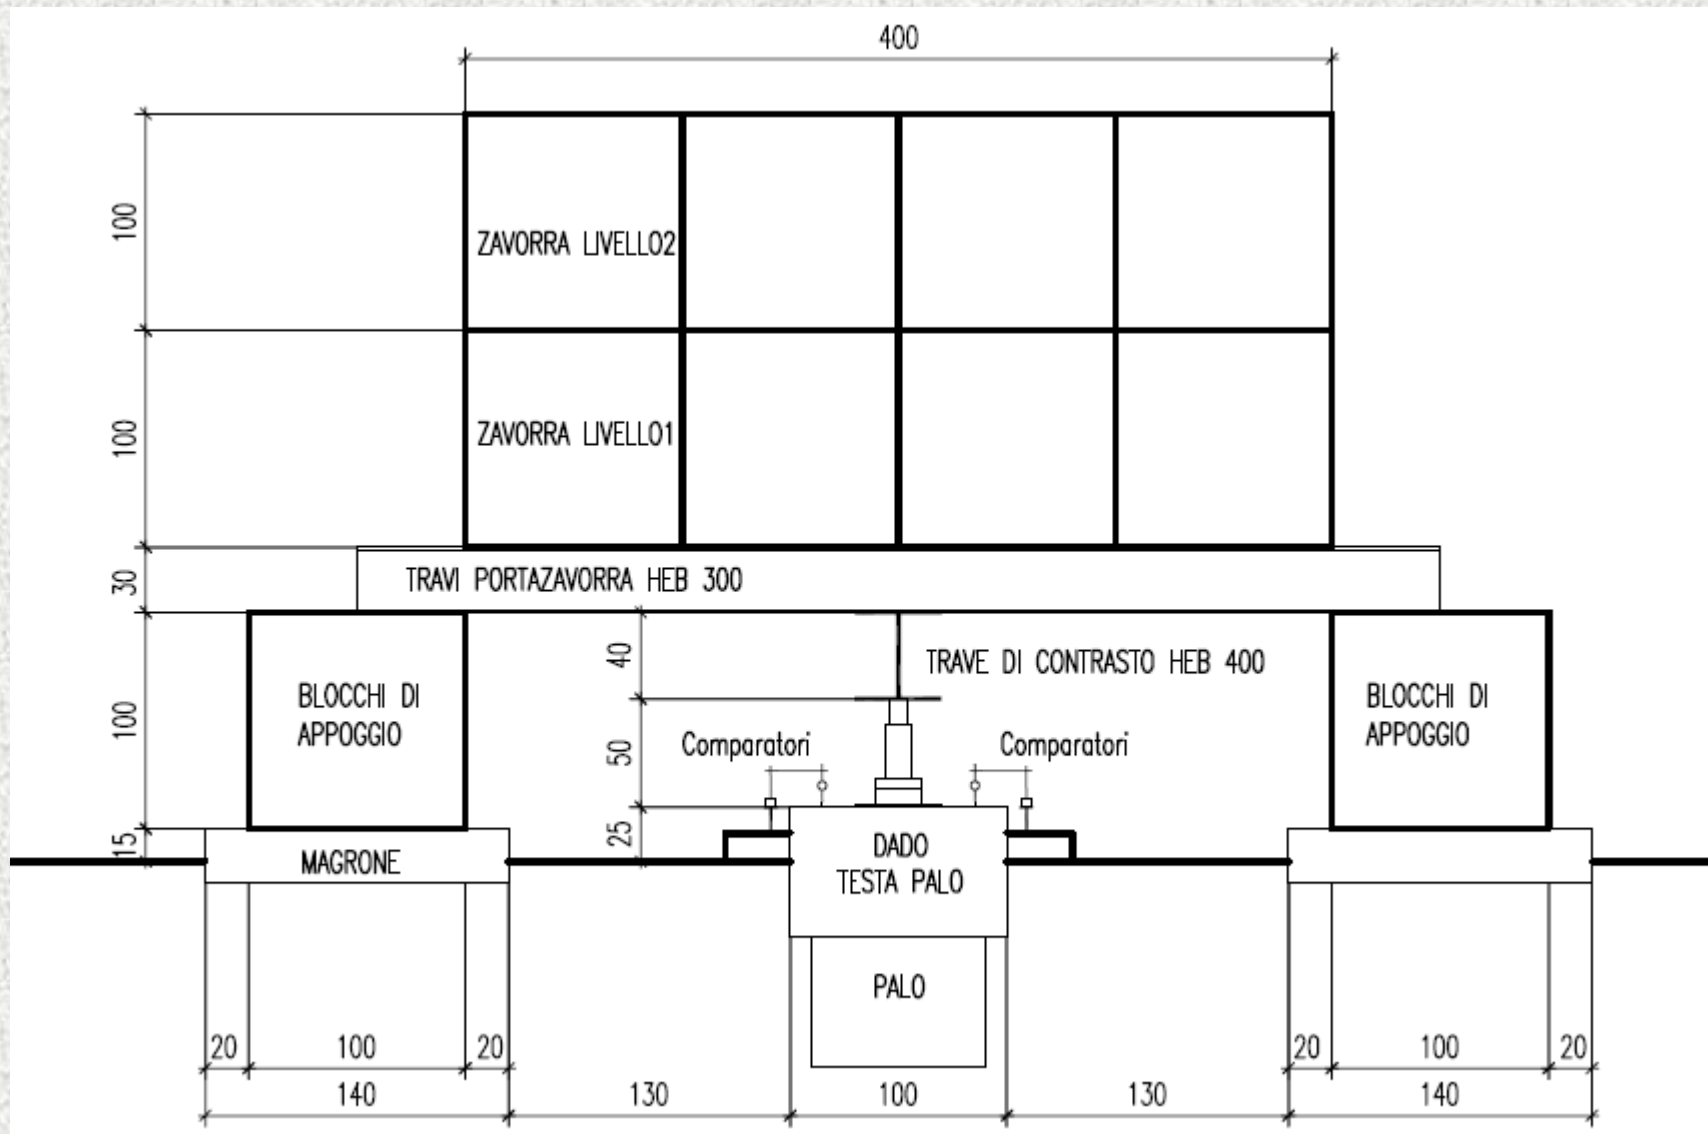 400
100
ZAVORRA LIVELLO2
100
ZAVORRA LIVELLO1
30
TRAVI PORTAZAVORRA HEB 300
40
TRAVE DI CONTRASTO HEB 400
100
BLOCCHI DI
APPOGGIO
BLOCCHI DI
APPOGGIO
50
Comparatori
Comparatori
15
25
MAGRONE
DADO
TESTA PALO
PALO
20 100 20 20 100 20
140 130 100 130 140